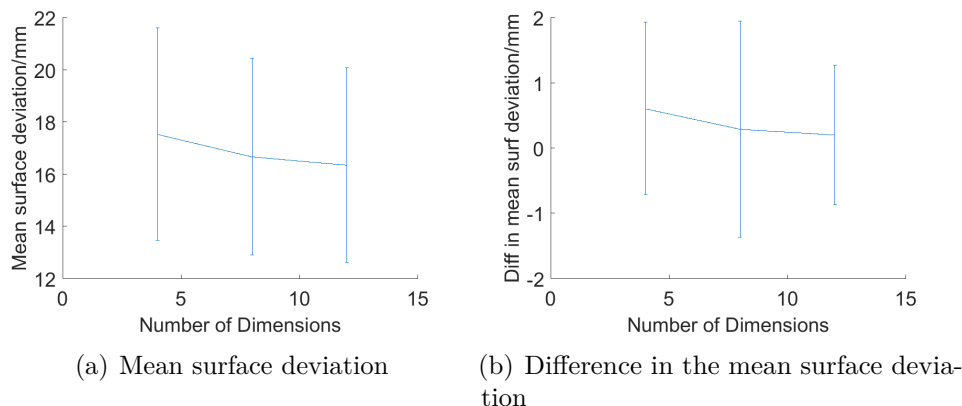 Mean surface deviation/mm
22
20
18
16
14
12
0
5
10
15
Number of Dimensions
(a) Mean surface deviation
Diff in mean surf deviation/mm
2
1
0
-1
-2
0
5
10
15
Number of Dimensions
(b) Difference in the mean surface devia-
tion